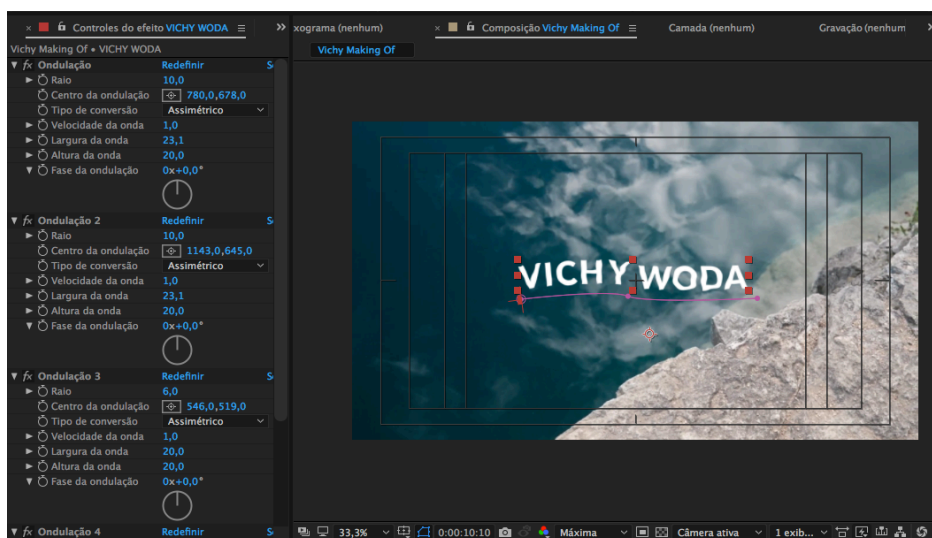 Controles do efeito VICHY WODA
xograma (nenhum)
Composição Vichy Making Of
Camada (nenhum)
Gravação (nenhum
Vichy Making Of • VICHY WODA
Vichy Making Of
fx Ondulação Redefinir S
Raio 10,0
Centro da ondulação 780,0,678,0
Tipo de conversão Assimétrico
Velocidade da onda 1,0
Largura da onda 23,1
Altura da onda 20,0
Fase da ondulação 0x+0,0°
fx Ondulação 2 Redefinir S
Raio 10,0
Centro da ondulação 1143,0,645,0
Tipo de conversão Assimétrico
Velocidade da onda 1,0
Largura da onda 23,1
Altura da onda 20,0
Fase da ondulação 0x+0,0°
fx Ondulação 3 Redefinir S
Raio 6,0
Centro da ondulação 546,0,519,0
Tipo de conversão Assimétrico
Velocidade da onda 1,0
Largura da onda 20,0
Altura da onda 20,0
Fase da ondulação 0x+0,0°
fx Ondulação 4 Redefinir S
VICHY WODA
33,3% 0:00:10:10 Máxima Câmera ativa 1 exib...